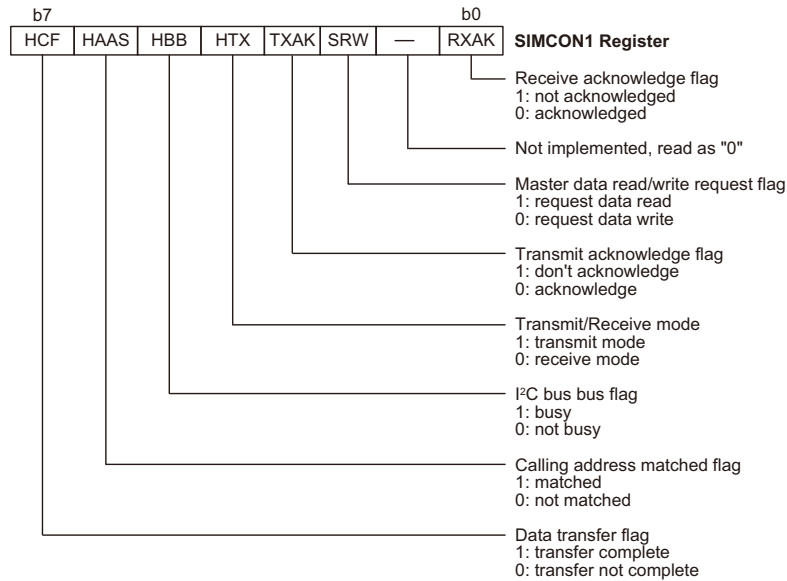 b7 b0
HCF HAAS HBB HTX TXAK SRW — RXAK SIMCON1 Register
Receive acknowledge flag
1: not acknowledged
0: acknowledged
Not implemented, read as "0"
Master data read/write request flag
1: request data read
0: request data write
Transmit acknowledge flag
1: don't acknowledge
0: acknowledge
Transmit/Receive mode
1: transmit mode
0: receive mode
I²C bus bus flag
1: busy
0: not busy
Calling address matched flag
1: matched
0: not matched
Data transfer flag
1: transfer complete
0: transfer not complete